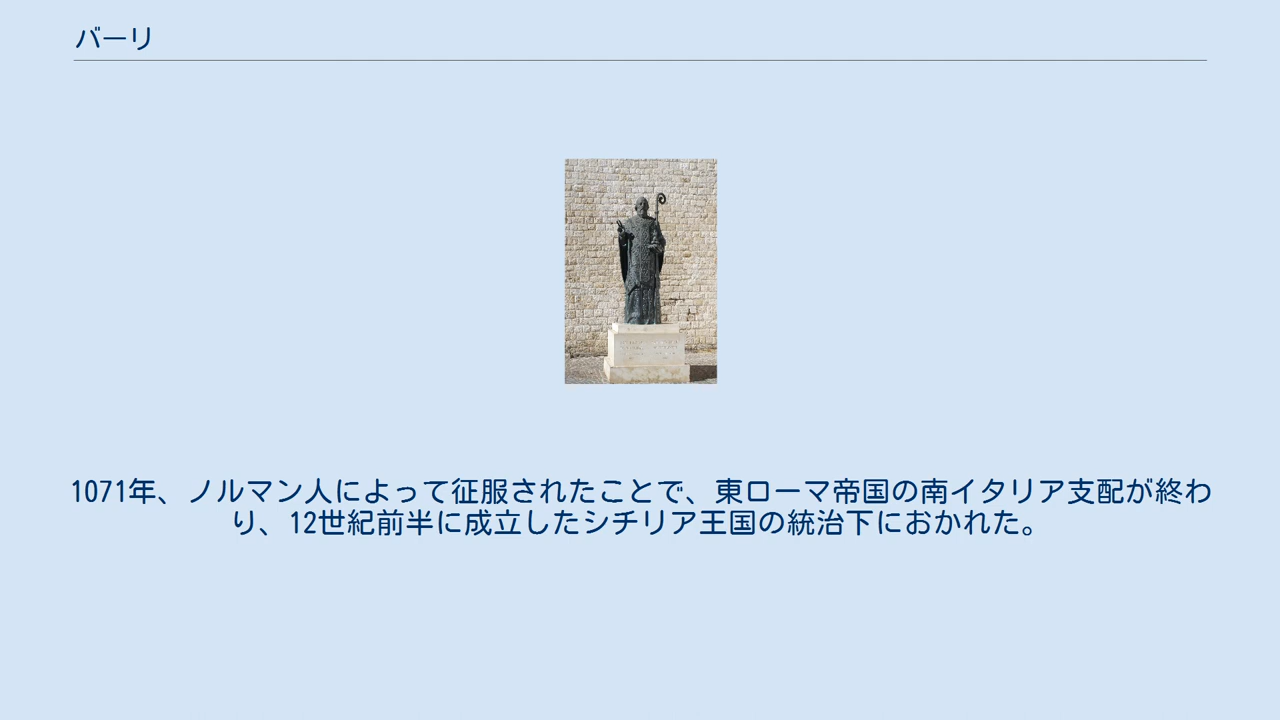 バーリ
1071年、ノルマン人によって征服されたことで、東ローマ帝国の南イタリア支配が終わ
り、12世紀前半に成立したシチリア王国の統治下におかれた。